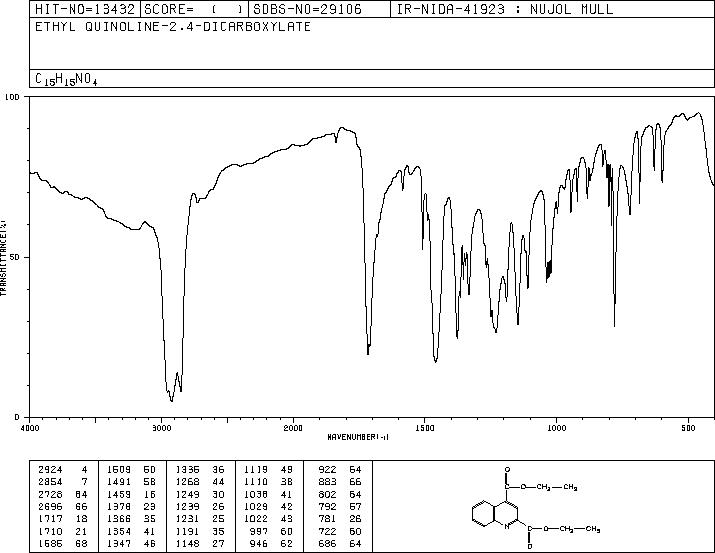 HIT-NO=13432 SCORE= ( ) SDBS-NO=29106 IR-NIDA-41923 : NUJOL MULL
ETHYL QUINOLINE-2.4-DICARBOXYLATE
C15H15NO4
100
50
0
TRANSMITTANCE(%)
4000 3000 2000 1500 1000 500
WAVENUMBER(-1)
2924 4 1509 50 1336 36 1119 49 922 64
2854 7 1491 58 1268 44 1110 38 883 66
2728 64 1459 16 1249 30 1038 41 802 64
2696 66 1378 23 1239 26 1029 42 792 57
1717 18 1366 35 1231 25 1022 43 781 26
1710 21 1354 41 1191 35 997 60 722 60
1585 68 1347 46 1148 27 946 62 686 64
O
C—O—CH2—CH3
N
C—O—CH2—CH3
O